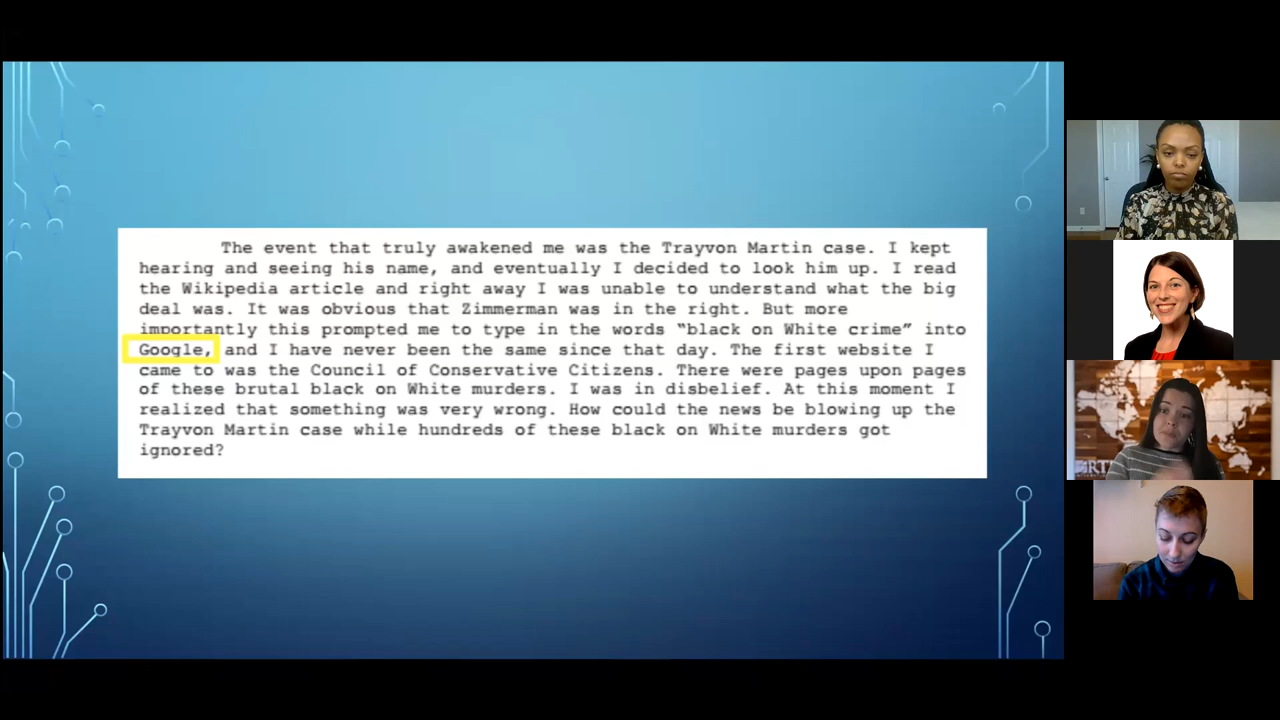 The event that truly awakened me was the Trayvon Martin case. I kept
hearing and seeing his name, and eventually I decided to look him up. I read
the Wikipedia article and right away I was unable to understand what the big
deal was. It was obvious that Zimmerman was in the right. But more
importantly this prompted me to type in the words “black on White crime” into
Google, and I have never been the same since that day. The first website I
came to was the Council of Conservative Citizens. There were pages upon pages
of these brutal black on White murders. I was in disbelief. At this moment I
realized that something was very wrong. How could the news be blowing up the
Trayvon Martin case while hundreds of these black on White murders got
ignored?